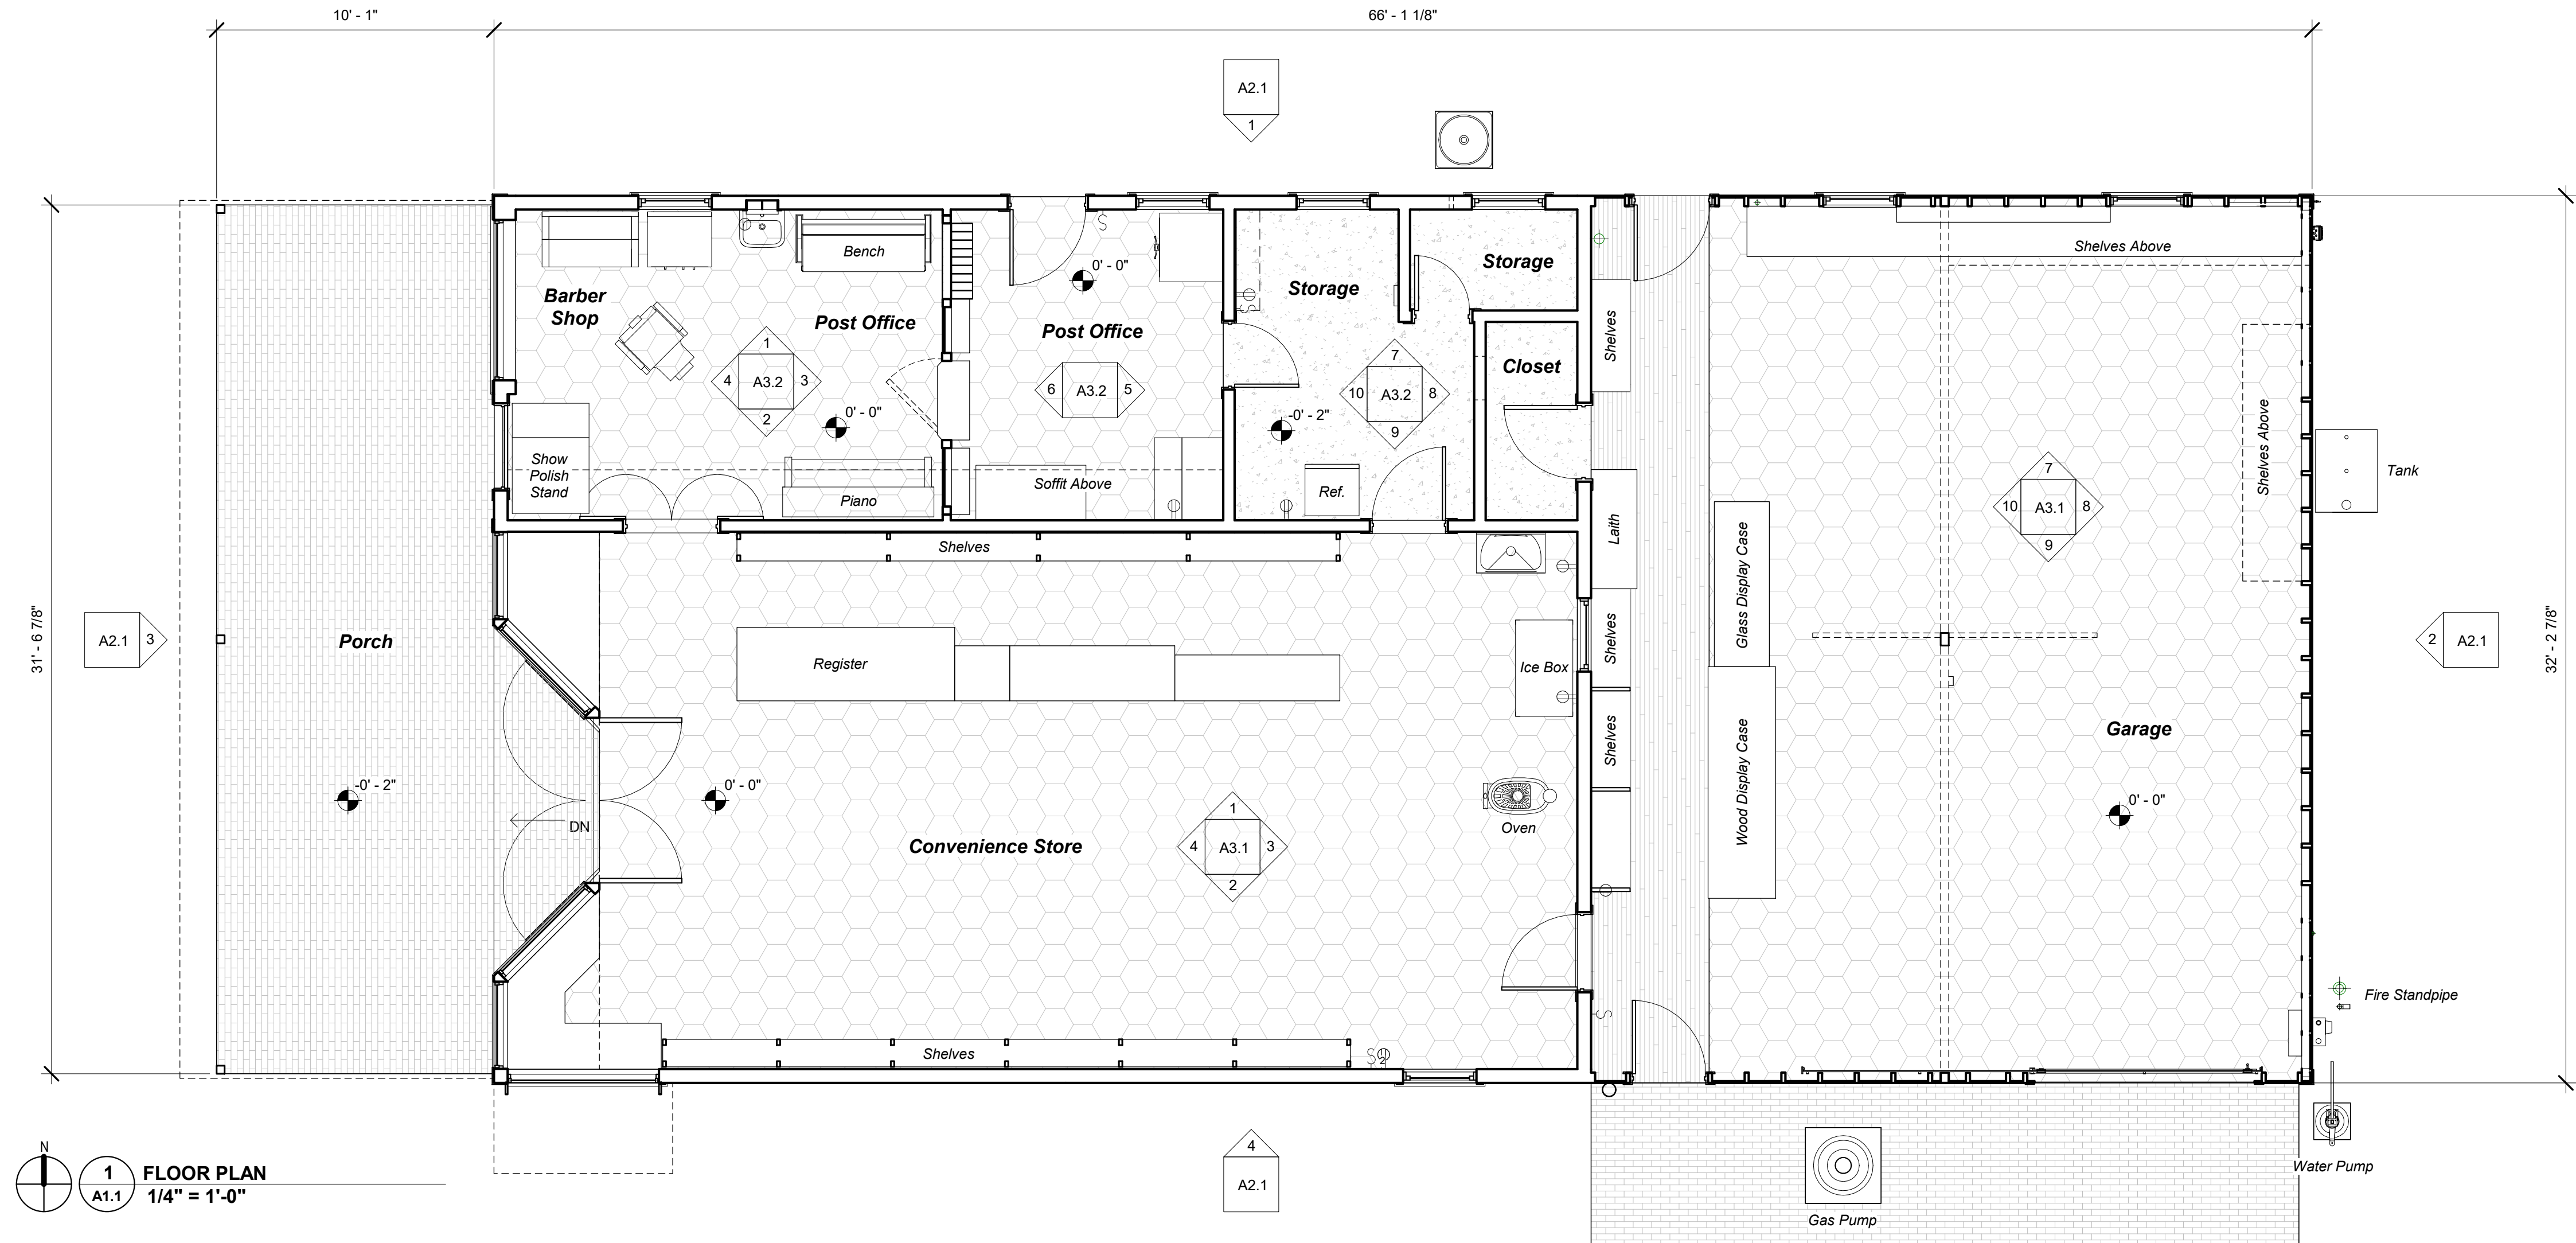 10' - 1"
66' - 1 1/8"
A2.1
1
Bench
Shelves Above
Storage
Storage
0' - 0"
Barber
Shop
Post Office
Post Office
Shelves
Closet
1
4 A3.2 3
2
6 A3.2 5
7
10 A3.2 8
9
0' - 0"
-0' - 2"
Shelves Above
Show
Polish
Stand
Piano
Soffit Above
Ref.
Laith
7
10 A3.1 8
9
Tank
Shelves
Glass Display Case
31' - 6 7/8"
A2.1 3
Porch
Register
Ice Box
Shelves
2 A2.1
32' - 2 7/8"
Shelves
Wood Display Case
Garage
-0' - 2"
0' - 0"
0' - 0"
DN
Oven
Convenience Store
1
4 A3.1 3
2
Fire Standpipe
Shelves
S
S
S
S
2
4
A2.1
Water Pump
Gas Pump
N
1
A1.1
FLOOR PLAN
1/4" = 1'-0"